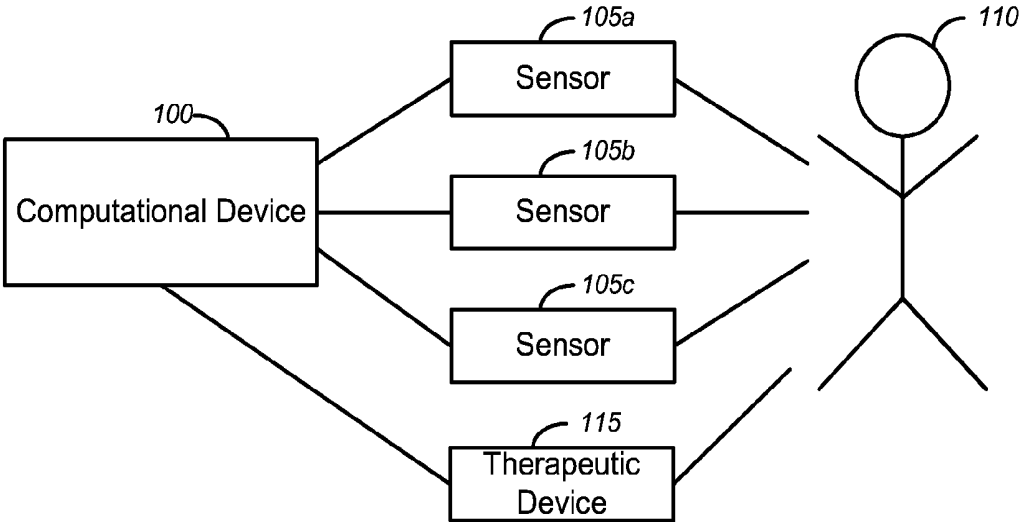 105a
110
Sensor
100
105b
Computational Device
Sensor
105c
Sensor
115
Therapeutic
Device